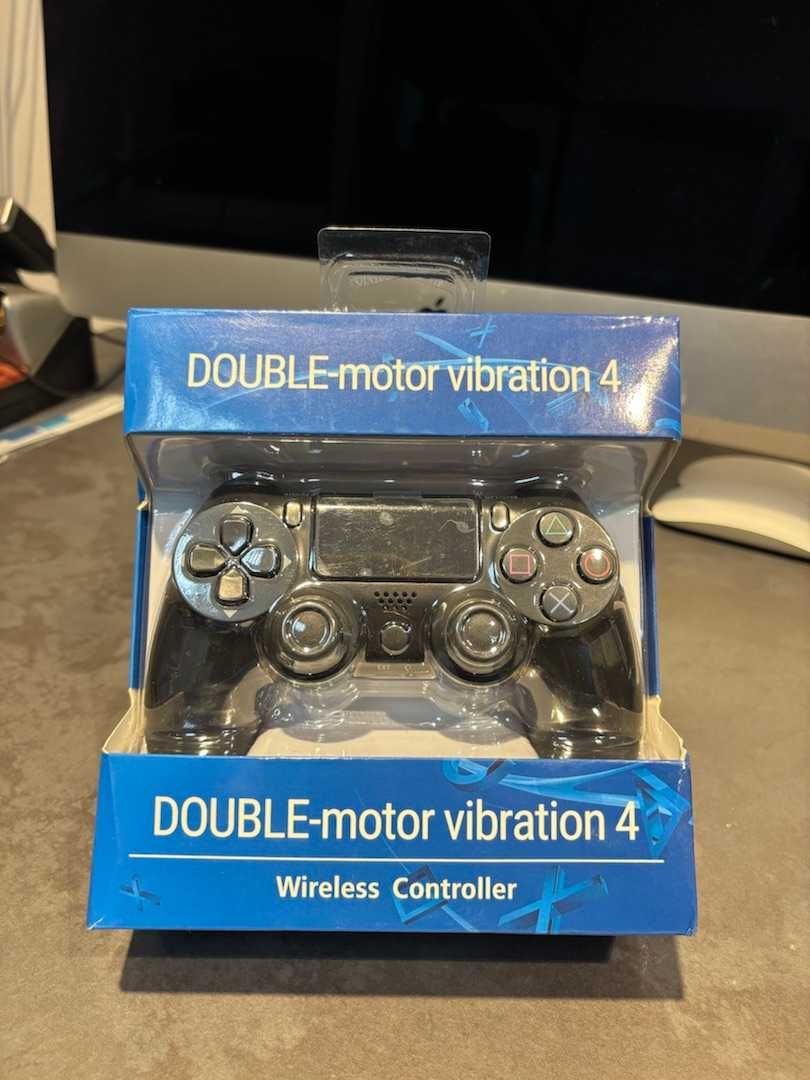 DOUBLE-motor vibration 4
DOUBLE-motor vibration 4
Wireless Controller